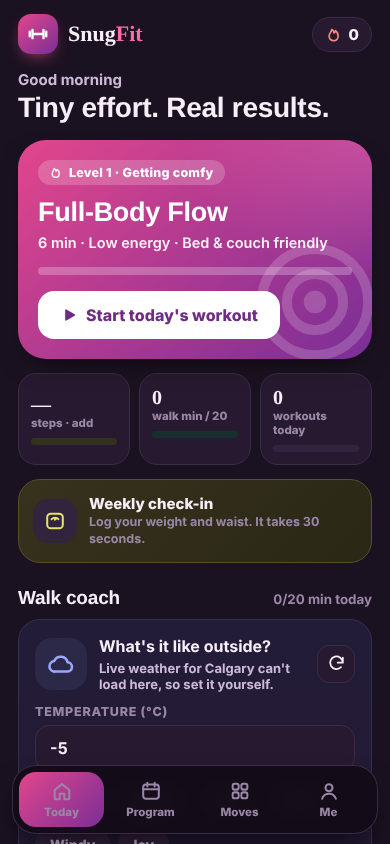 SnugFit
0
Good morning
Tiny effort. Real results.
Level 1 · Getting comfy
Full-Body Flow
6 min · Low energy · Bed & couch friendly
Start today's workout
—
steps · add
0
walk min / 20
0
workouts
today
Weekly check-in
Log your weight and waist. It takes 30
seconds.
Walk coach
0/20 min today
What's it like outside?
Live weather for Calgary can't
load here, so set it yourself.
TEMPERATURE (°C)
-5
Today
Program
Moves
Me
Windy
Icy